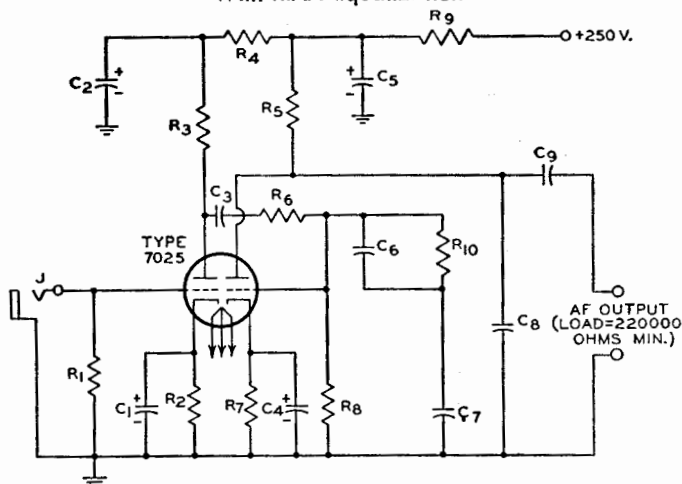 R9
R4
+250 V.
C2
+
-
+
-
C5
R3
R5
C9
C3
R6
TYPE
7025
C6
R10
J
AF OUTPUT
(LOAD=220000
OHMS MIN.)
C8
R1
C1
+
-
R2
R7
C4
+
-
R8
C7